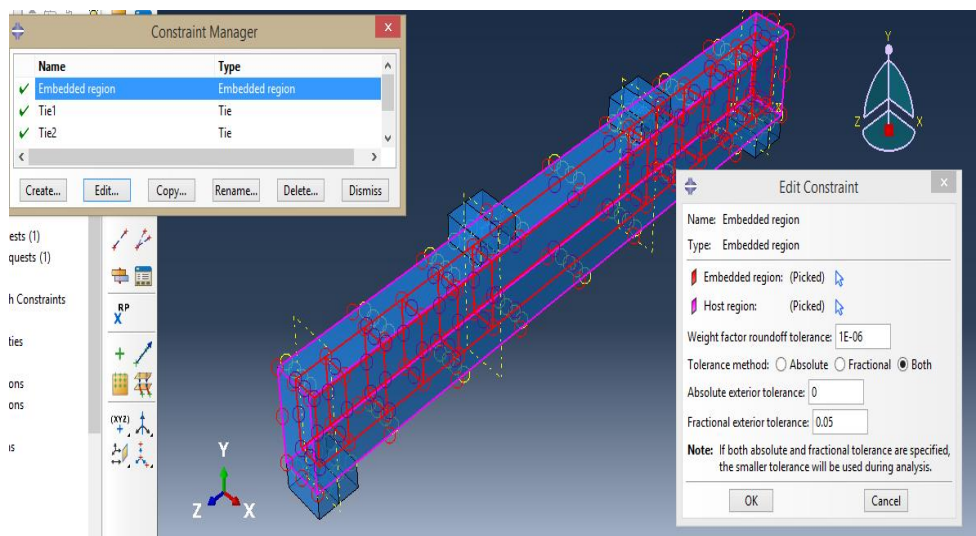 Constraint Manager
x
Name Type
Embedded region Embedded region
Tie1 Tie
Tie2 Tie
Create... Edit... Copy... Rename... Delete... Dismiss
ests (1)
quests (1)
h Constraints
ties
ons
ons
RP
X
(XYZ)
Y
Z X
Y
Z X
Edit Constraint
x
Name: Embedded region
Type: Embedded region
Embedded region: (Picked)
Host region: (Picked)
Weight factor roundoff tolerance: 1E-06
Tolerance method: Absolute Fractional Both
Absolute exterior tolerance: 0
Fractional exterior tolerance: 0.05
Note: If both absolute and fractional tolerance are specified,
the smaller tolerance will be used during analysis.
OK Cancel